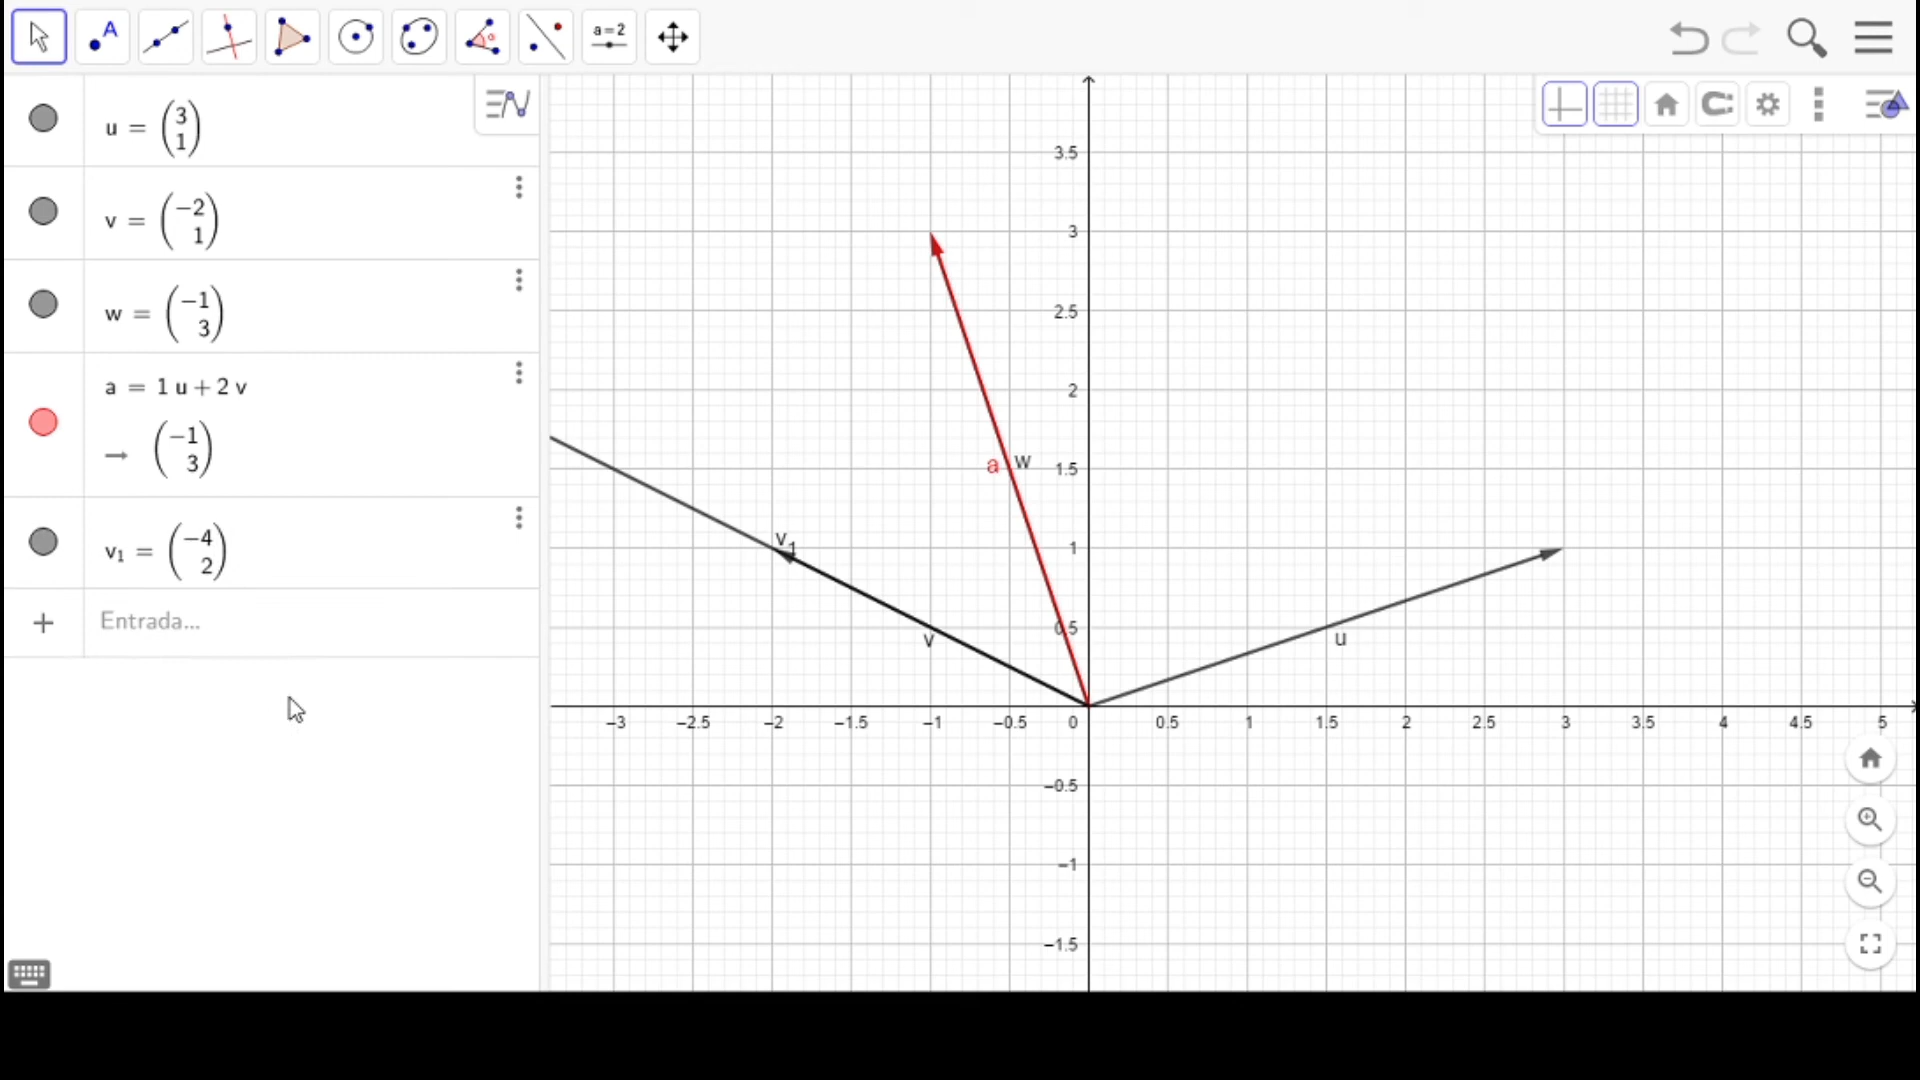 A
a=2
u = (3
1)
v = (−2
1)
w = (−1
3)
a = 1 u + 2 v
→ (−1
3)
v₁ = (−4
2)
+ Entrada...
3.5
3
2.5
2
1.5
1
0.5
−0.5
−1
−1.5
−3 −2.5 −2 −1.5 −1 −0.5 0 0.5 1 1.5 2 2.5 3 3.5 4 4.5 5
a w
v₁
v
u